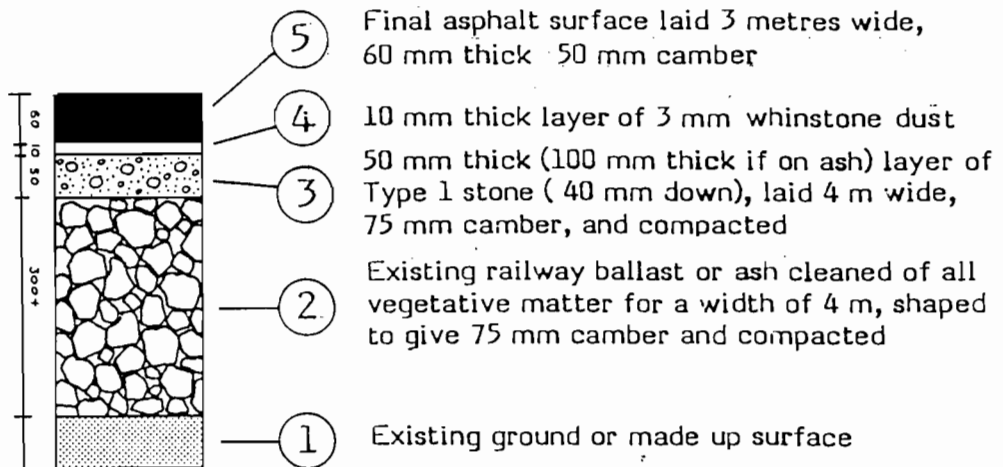 5
Final asphalt surface laid 3 metres wide,
60 mm thick 50 mm camber
4
10 mm thick layer of 3 mm whinstone dust
3
50 mm thick (100 mm thick if on ash) layer of
Type 1 stone ( 40 mm down), laid 4 m wide,
75 mm camber, and compacted
2
Existing railway ballast or ash cleaned of all
vegetative matter for a width of 4 m, shaped
to give 75 mm camber and compacted
1
Existing ground or made up surface
60
10
50
300+